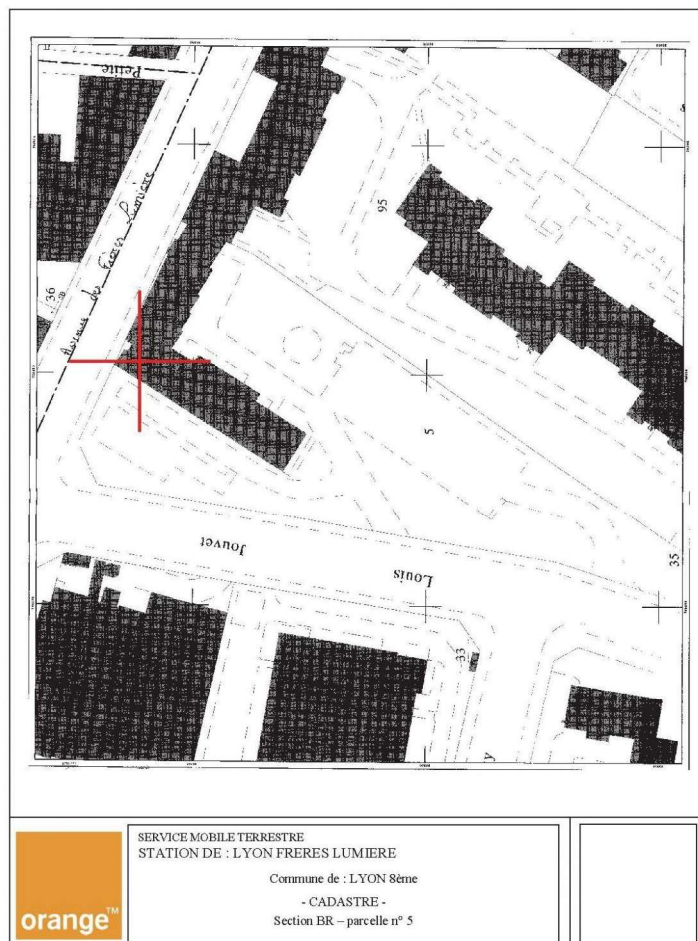 Petite
Avenue des Frères Lumière
36
95
5
Jouvet
Louis
35
33
y
SERVICE MOBILE TERRESTRE
STATION DE : LYON FRERES LUMIERE
Commune de : LYON 8ème
- CADASTRE -
Section BR – parcelle n° 5
orange™